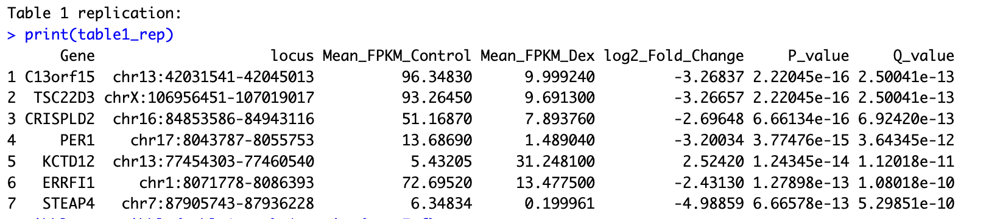 Table 1 replication:
> print(table1_rep)
Gene locus Mean_FPKM_Control Mean_FPKM_Dex log2_Fold_Change P_value Q_value
1 C13orf15 chr13:42031541-42045013 96.34830 9.999240 -3.26837 2.22045e-16 2.50041e-13
2 TSC22D3 chrX:106956451-107019017 93.26450 9.691300 -3.26657 2.22045e-16 2.50041e-13
3 CRISPLD2 chr16:84853586-84943116 51.16870 7.893760 -2.69648 6.66134e-16 6.92420e-13
4 PER1 chr17:8043787-8055753 13.68690 1.489040 -3.20034 3.77476e-15 3.64345e-12
5 KCTD12 chr13:77454303-77460540 5.43205 31.248100 2.52420 1.24345e-14 1.12018e-11
6 ERRFI1 chr1:8071778-8086393 72.69520 13.477500 -2.43130 1.27898e-13 1.08018e-10
7 STEAP4 chr7:87905743-87936228 6.34834 0.199961 -4.98859 6.66578e-13 5.29851e-10